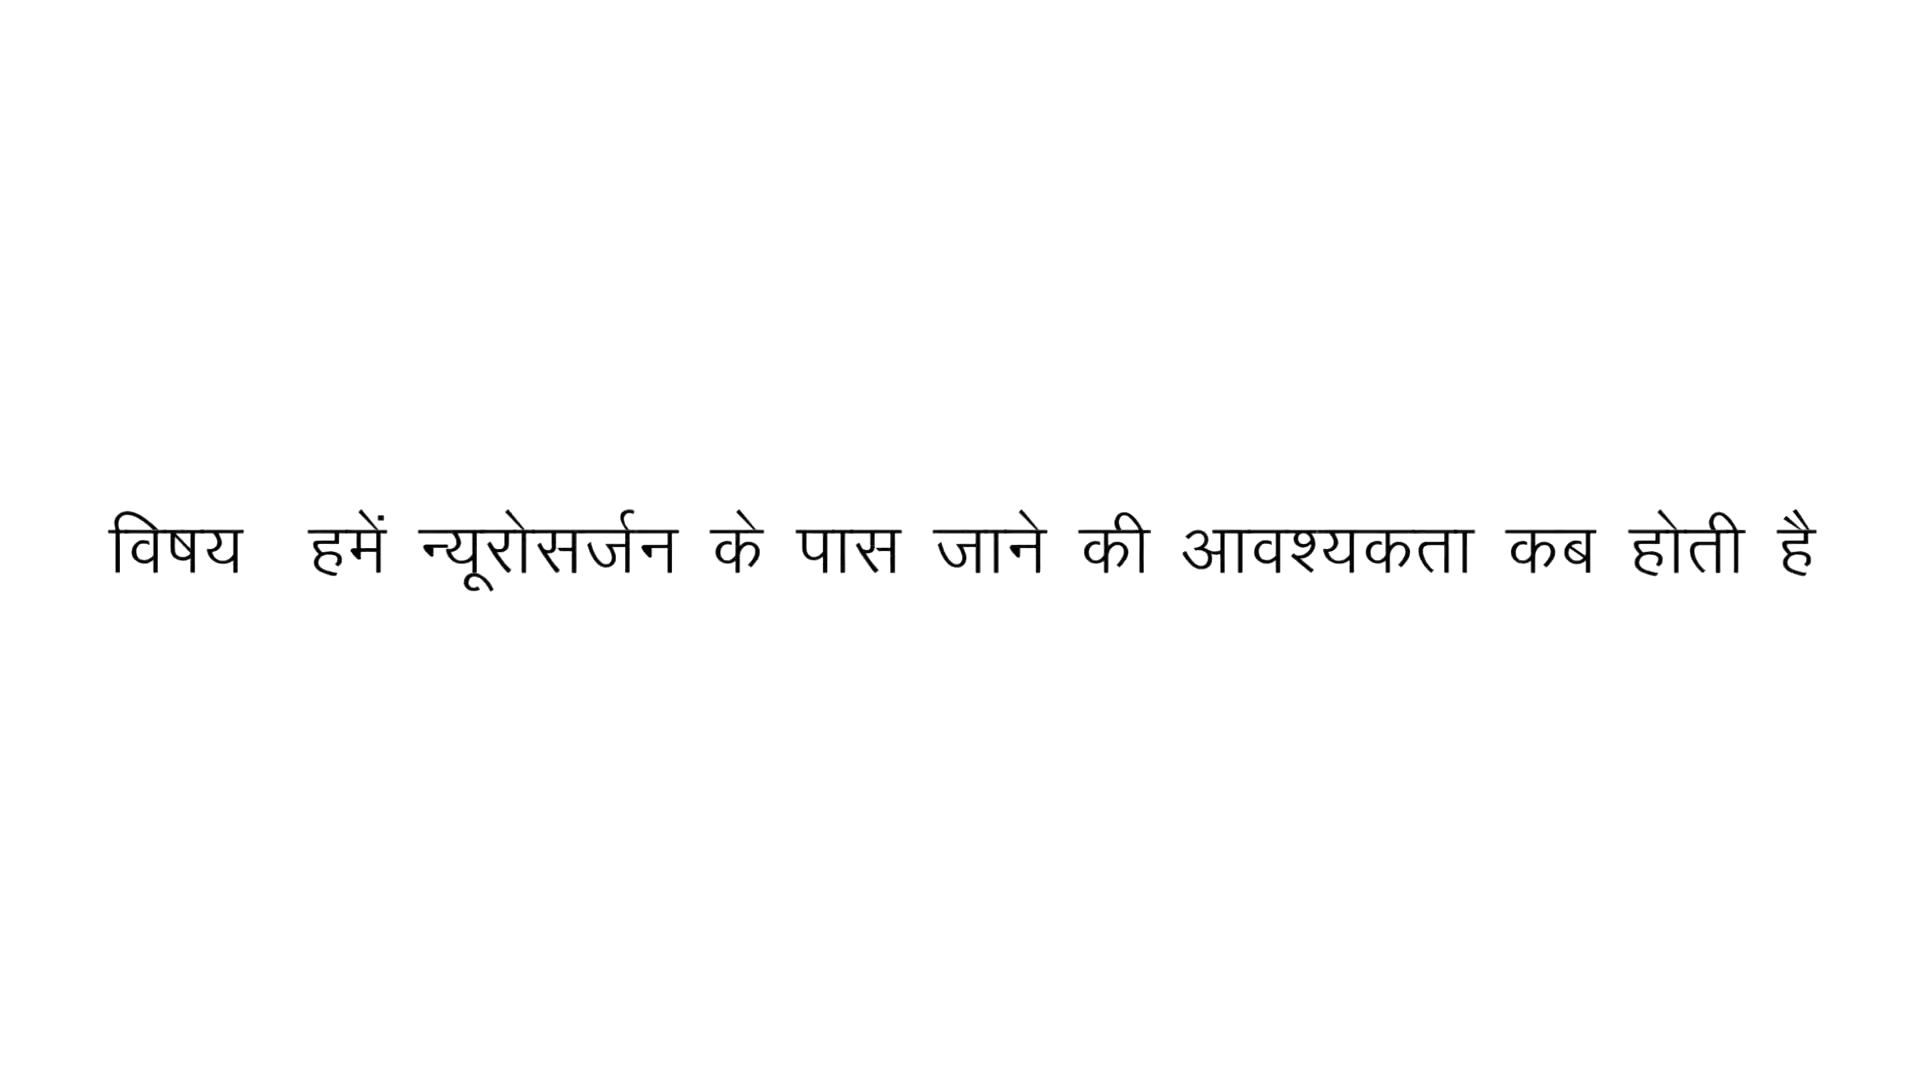 विषय  हमें न्यूरोसर्जन के पास जाने की आवश्यकता कब होती है